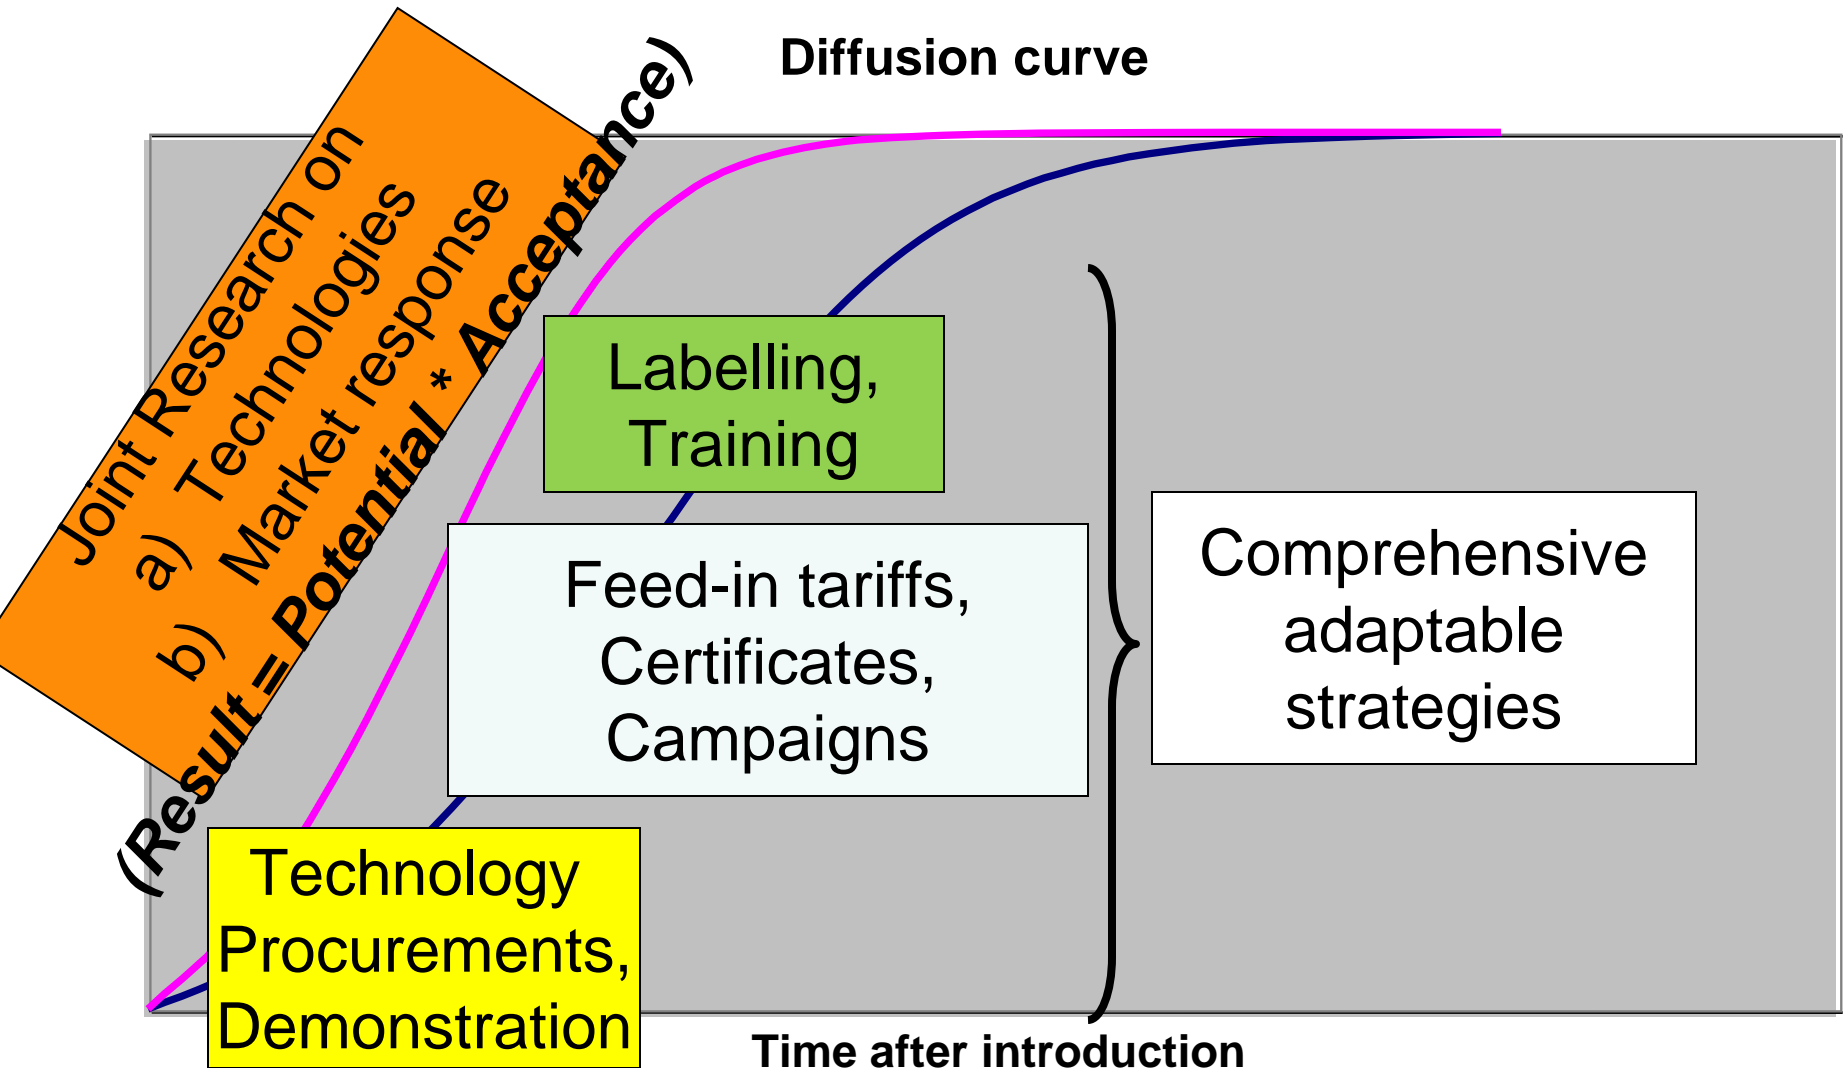 Diffusion curve
Joint Research on
a) Technologies
b) Market response
(Result = Potential * Acceptance)
Labelling,
Training
Feed-in tariffs,
Certificates,
Campaigns
Comprehensive
adaptable
strategies
Technology
Procurements,
Demonstration
Time after introduction